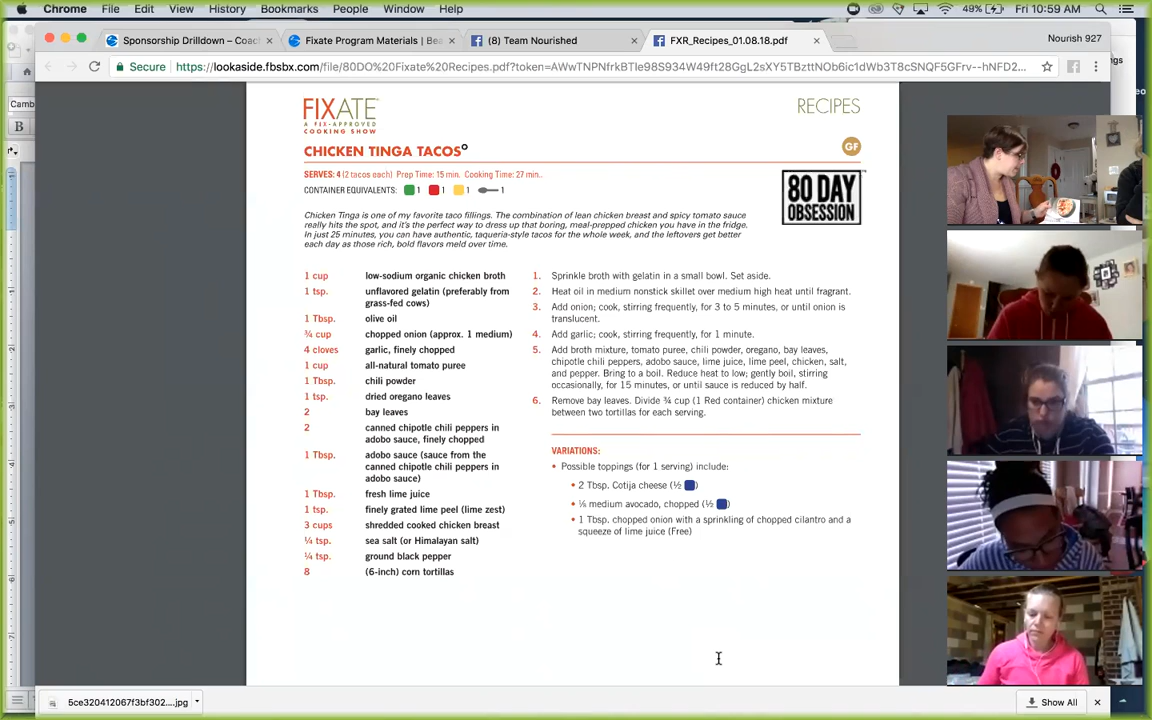 Chrome File Edit View History Bookmarks People Window Help 49% Fri 10:59 AM
Sponsorship Drilldown – Coach Fixate Program Materials | Bea (8) Team Nourished FXR_Recipes_01.08.18.pdf Nourish 927
Secure https://lookaside.fbsbx.com/file/80DO%20Fixate%20Recipes.pdf?token=
Camb
B
FIXATE
A FIX-APPROVED
COOKING SHOW
RECIPES
CHICKEN TINGA TACOS
GF
SERVES: 4 (2 tacos each) Prep Time: 15 min. Cooking Time: 27 min..
CONTAINER EQUIVALENTS: 1 1 1 1
80 DAY
OBSESSION
Chicken Tinga is one of my favorite taco fillings. The combination of lean chicken breast and spicy tomato sauce
really hits the spot, and it's the perfect way to dress up that boring, meal-prepped chicken you have in the fridge.
In just 25 minutes, you can have authentic, taqueria-style tacos for the whole week, and the leftovers get better
each day as those rich, bold flavors meld over time.
1 cup low-sodium organic chicken broth
1 tsp. unflavored gelatin (preferably from
grass-fed cows)
1 Tbsp. olive oil
¾ cup chopped onion (approx. 1 medium)
4 cloves garlic, finely chopped
1 cup all-natural tomato puree
1 Tbsp. chili powder
1 tsp. dried oregano leaves
2 bay leaves
2 canned chipotle chili peppers in
adobo sauce, finely chopped
1 Tbsp. adobo sauce (sauce from the
canned chipotle chili peppers in
adobo sauce)
1 Tbsp. fresh lime juice
1 tsp. finely grated lime peel (lime zest)
3 cups shredded cooked chicken breast
¼ tsp. sea salt (or Himalayan salt)
¼ tsp. ground black pepper
8 (6-inch) corn tortillas
1. Sprinkle broth with gelatin in a small bowl. Set aside.
2. Heat oil in medium nonstick skillet over medium high heat until fragrant.
3. Add onion; cook, stirring frequently, for 3 to 5 minutes, or until onion is
translucent.
4. Add garlic; cook, stirring frequently, for 1 minute.
5. Add broth mixture, tomato puree, chili powder, oregano, bay leaves,
chipotle chili peppers, adobo sauce, lime juice, lime peel, chicken, salt,
and pepper. Bring to a boil. Reduce heat to low; gently boil, stirring
occasionally, for 15 minutes, or until sauce is reduced by half.
6. Remove bay leaves. Divide ¾ cup (1 Red container) chicken mixture
between two tortillas for each serving.
VARIATIONS:
• Possible toppings (for 1 serving) include:
• 2 Tbsp. Cotija cheese (½ )
• ⅛ medium avocado, chopped (½ )
• 1 Tbsp. chopped onion with a sprinkling of chopped cilantro and a
squeeze of lime juice (Free)
5ce320412067f3bf302....jpg
Show All